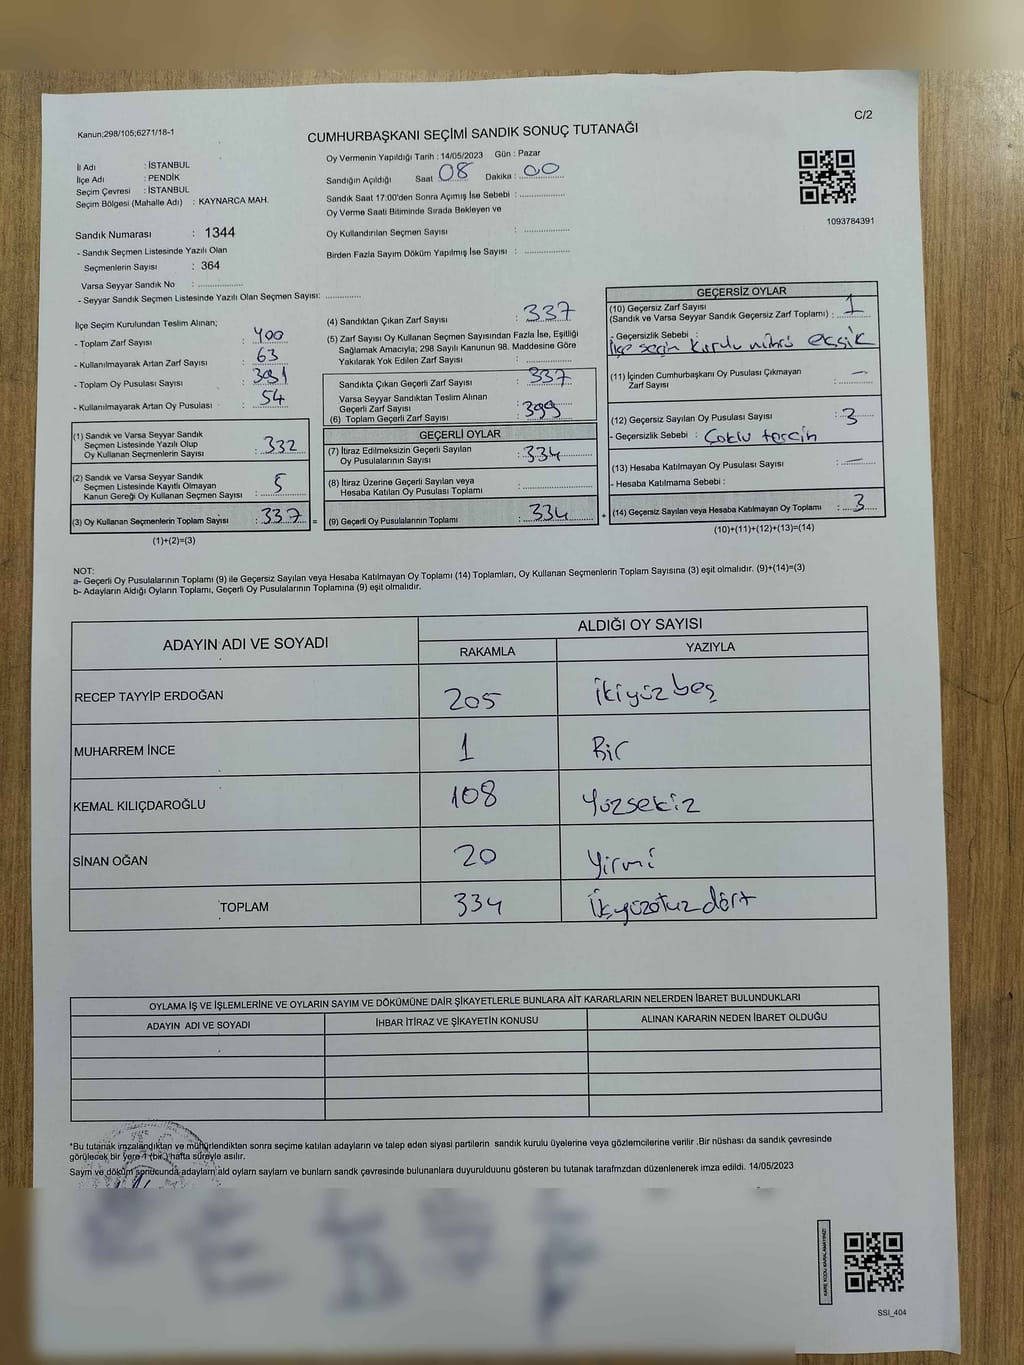 Kanun;298/105;6271/18-1
C/2
CUMHURBAŞKANI SEÇİMİ SANDIK SONUÇ TUTANAĞI
İl Adı : İSTANBUL
İlçe Adı : PENDİK
Seçim Çevresi : İSTANBUL
Seçim Bölgesi (Mahalle Adı) : KAYNARCA MAH.
Sandık Numarası : 1344
- Sandık Seçmen Listesinde Yazılı Olan
Seçmenlerin Sayısı : 364
Varsa Seyyar Sandık No : ..................
- Seyyar Sandık Seçmen Listesinde Yazılı Olan Seçmen Sayısı: ..............
Oy Vermenin Yapıldığı Tarih : 14/05/2023 Gün : Pazar
Sandığın Açıldığı Saat 08 Dakika : 00
Sandık Saat 17:00'den Sonra Açımış İse Sebebi : ..................
Oy Verme Saati Bitiminde Sırada Bekleyen ve
Oy Kullandırılan Seçmen Sayısı : ..................
Birden Fazla Sayım Döküm Yapılmış İse Sayısı : ..................
1093784391
İlçe Seçim Kurulundan Teslim Alınan;
- Toplam Zarf Sayısı : 400
- Kullanılmayarak Artan Zarf Sayısı : 63
- Toplam Oy Pusulası Sayısı : 391
- Kullanılmayarak Artan Oy Pusulası : 54
(1) Sandık ve Varsa Seyyar Sandık
Seçmen Listesinde Yazılı Olup
Oy Kullanan Seçmenlerin Sayısı : 332
(2) Sandık ve Varsa Seyyar Sandık
Seçmen Listesinde Kayıtlı Olmayan
Kanun Gereği Oy Kullanan Seçmen Sayısı : 5
(3) Oy Kullanan Seçmenlerin Toplam Sayısı : 337 =
(1)+(2)=(3)
(4) Sandıktan Çıkan Zarf Sayısı : 337
(5) Zarf Sayısı Oy Kullanan Seçmen Sayısından Fazla İse, Eşitliği
Sağlamak Amacıyla; 298 Sayılı Kanunun 98. Maddesine Göre
Yakılarak Yok Edilen Zarf Sayısı : ..................
Sandıkta Çıkan Geçerli Zarf Sayısı : 337
Varsa Seyyar Sandıktan Teslim Alınan
Geçerli Zarf Sayısı
(6) Toplam Geçerli Zarf Sayısı : 399
GEÇERLİ OYLAR
(7) İtiraz Edilmeksizin Geçerli Sayılan
Oy Pusulalarının Sayısı : 334
(8) İtiraz Üzerine Geçerli Sayılan veya
Hesaba Katılan Oy Pusulası Toplamı : ..................
(9) Geçerli Oy Pusulalarının Toplamı : 334 +
GEÇERSİZ OYLAR
(10) Geçersiz Zarf Sayısı
(Sandık ve Varsa Seyyar Sandık Geçersiz Zarf Toplamı) : 1
- Geçersizlik Sebebi :
İlçe seçim kurulu mührü eksik
(11) İçinden Cumhurbaşkanı Oy Pusulası Çıkmayan
Zarf Sayısı : —
(12) Geçersiz Sayılan Oy Pusulası Sayısı : 3
- Geçersizlik Sebebi : Çoklu tercih
(13) Hesaba Katılmayan Oy Pusulası Sayısı : —
- Hesaba Katılmama Sebebi :
(14) Geçersiz Sayılan veya Hesaba Katılmayan Oy Toplamı : 3
(10)+(11)+(12)+(13)=(14)
NOT:
a- Geçerli Oy Pusulalarının Toplamı (9) ile Geçersiz Sayılan veya Hesaba Katılmayan Oy Toplamı (14) Toplamları, Oy Kullanan Seçmenlerin Toplam Sayısına (3) eşit olmalıdır. (9)+(14)=(3)
b- Adayların Aldığı Oyların Toplamı, Geçerli Oy Pusulalarının Toplamına (9) eşit olmalıdır.
ADAYIN ADI VE SOYADI
ALDIĞI OY SAYISI
RAKAMLA YAZIYLA
RECEP TAYYİP ERDOĞAN 205 ikiyüz beş
MUHARREM İNCE 1 Bir
KEMAL KILIÇDAROĞLU 108 Yüzsekiz
SİNAN OĞAN 20 Yirmi
TOPLAM 334 İkiyüzotuz dört
OYLAMA İŞ VE İŞLEMLERİNE VE OYLARIN SAYIM VE DÖKÜMÜNE DAİR ŞİKAYETLERLE BUNLARA AİT KARARLARIN NELERDEN İBARET BULUNDUKLARI
ADAYIN ADI VE SOYADI İHBAR İTİRAZ VE ŞİKAYETİN KONUSU ALINAN KARARIN NEDEN İBARET OLDUĞU
*Bu tutanak imzalandıktan ve mühürlendikten sonra seçime katılan adayların ve talep eden siyasi partilerin sandık kurulu üyelerine veya gözlemcilerine verilir .Bir nüshası da sandık çevresinde
görülecek bir yere 1 (bir) hafta süreyle asılır.
Sayım ve döküm sonucunda adayların ald oylam saylam ve bunlarn sandk çevresinde bulunanlara duyurulduunu gösteren bu tutanak tarafmzdan düzenlenerek imza edildi. 14/05/2023
KARE KODU KARALAMAYINIZ!
SSI_404